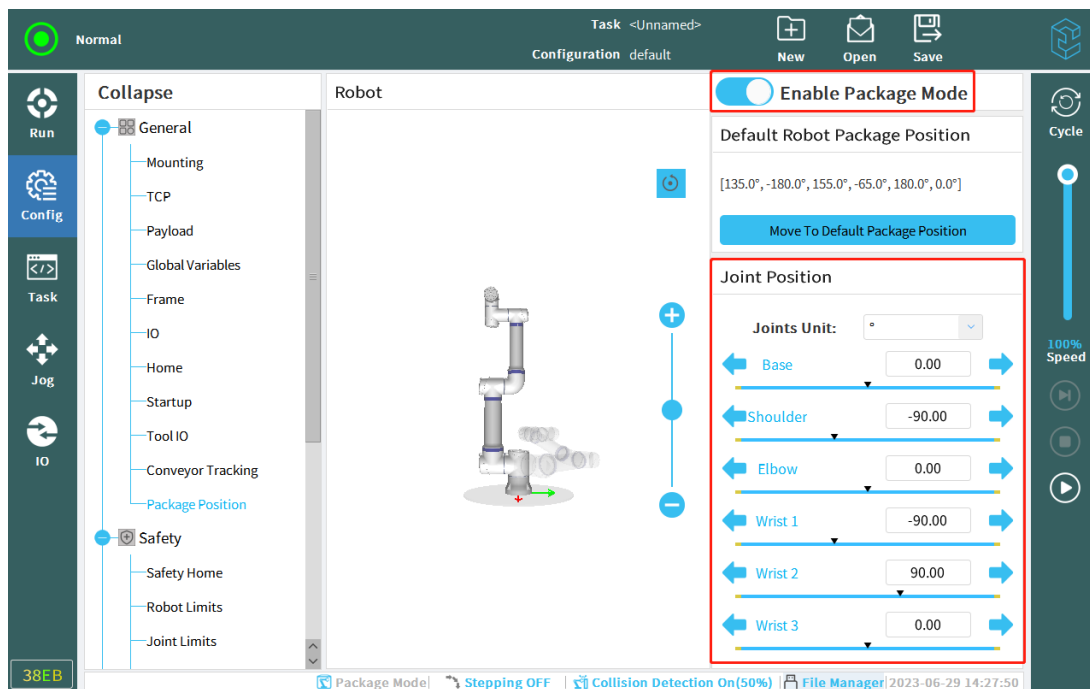 Normal
Task <Unnamed>
Configuration default
New
Open
Save
Run
Config
Task
Jog
IO
38EB
Collapse
General
Mounting
TCP
Payload
Global Variables
Frame
IO
Home
Startup
Tool IO
Conveyor Tracking
Package Position
Safety
Safety Home
Robot Limits
Joint Limits
Robot
Enable Package Mode
Default Robot Package Position
[135.0°, -180.0°, 155.0°, -65.0°, 180.0°, 0.0°]
Move To Default Package Position
Joint Position
Joints Unit: °
Base 0.00
Shoulder -90.00
Elbow 0.00
Wrist 1 -90.00
Wrist 2 90.00
Wrist 3 0.00
Cycle
100%
Speed
Package Mode| Stepping OFF | Collision Detection On(50%) | File Manager| 2023-06-29 14:27:50